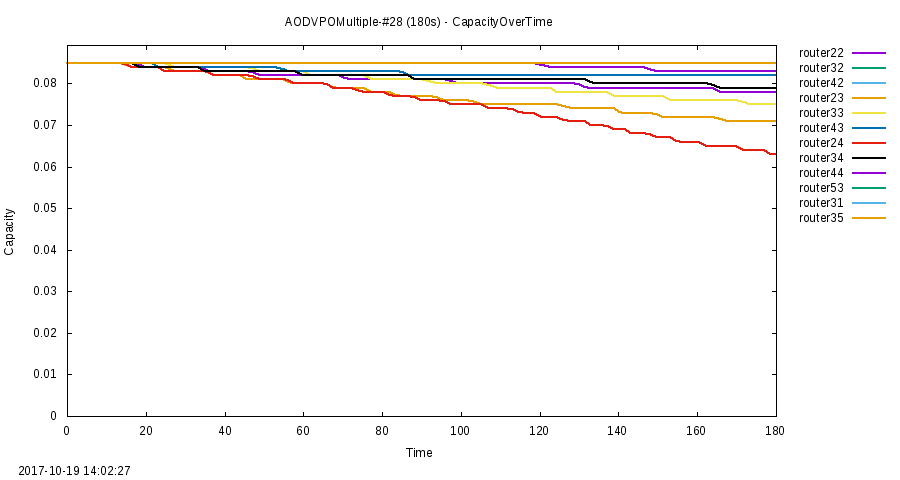 AODVPOMultiple-#28 (180s) - CapacityOverTime
router22
router32
router42
router23
router33
router43
router24
router34
router44
router53
router31
router35
0.08
0.07
0.06
0.05
0.04
0.03
0.02
0.01
0
Capacity
0 20 40 60 80 100 120 140 160 180
Time
2017-10-19 14:02:27